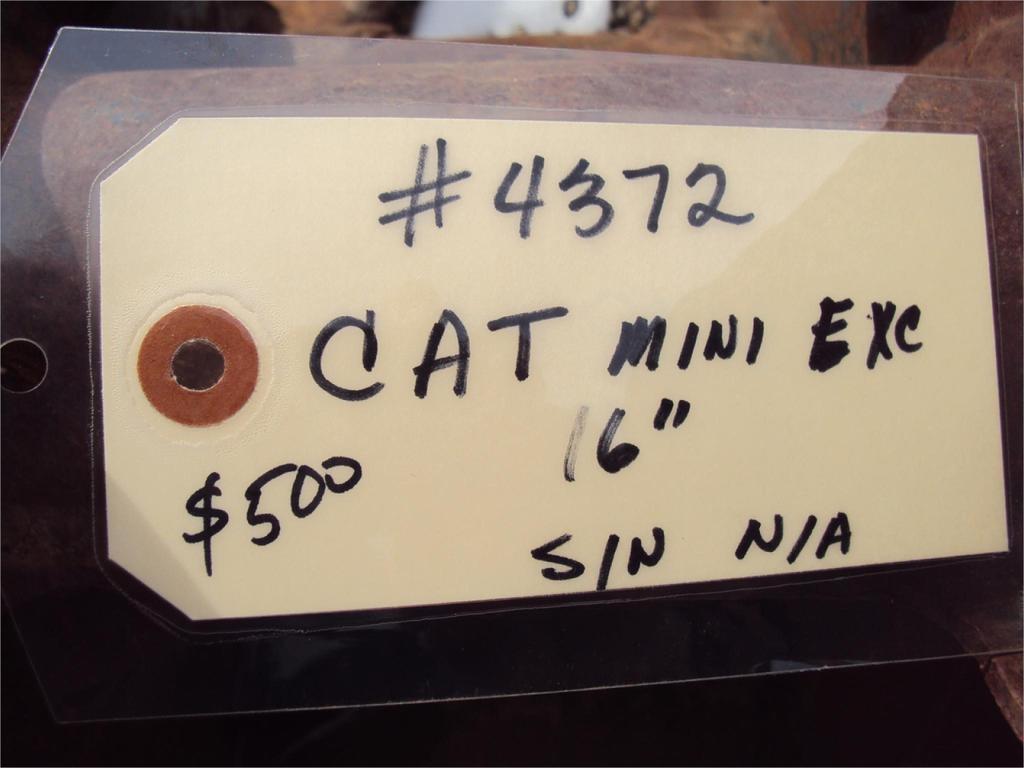 #4372
CAT MINI EXC
16"
$500
S/N N/A